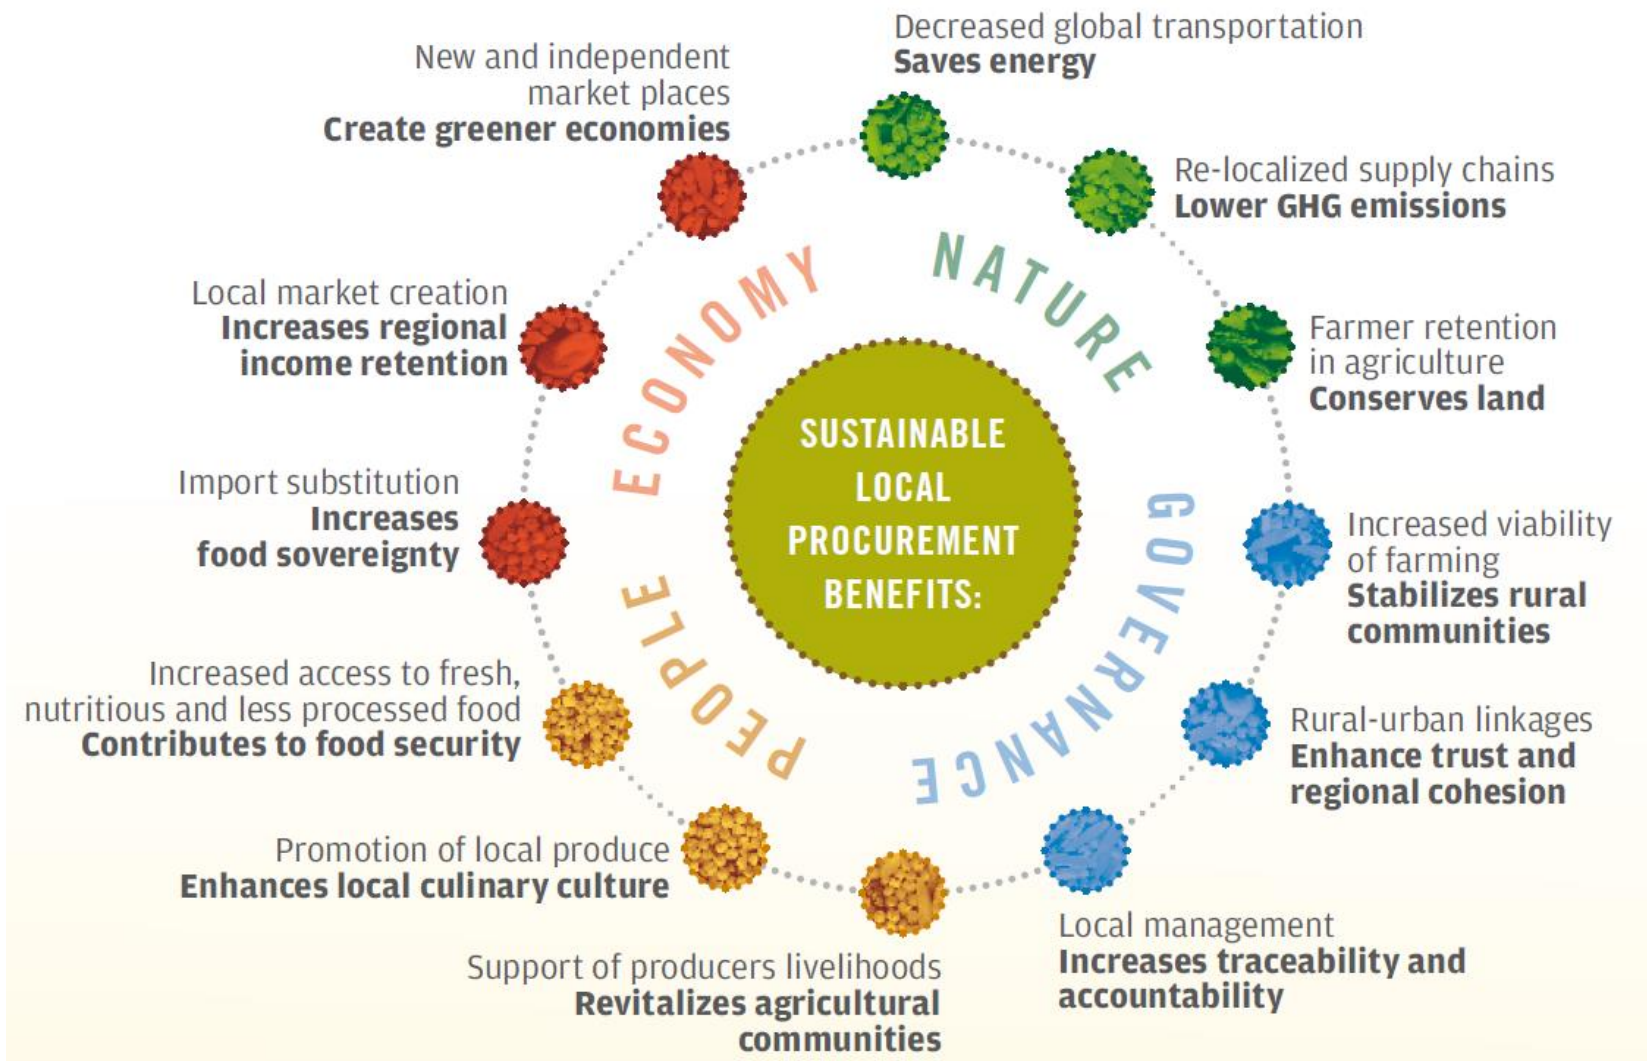 SUSTAINABLE
LOCAL
PROCUREMENT
BENEFITS:
NATURE
Decreased global transportation
Saves energy
Re-localized supply chains
Lower GHG emissions
Farmer retention
in agriculture
Conserves land
GOVERNANCE
Increased viability
of farming
Stabilizes rural
communities
Rural-urban linkages
Enhance trust and
regional cohesion
Local management
Increases traceability and
accountability
PEOPLE
Support of producers livelihoods
Revitalizes agricultural
communities
Promotion of local produce
Enhances local culinary culture
Increased access to fresh,
nutritious and less processed food
Contributes to food security
ECONOMY
Import substitution
Increases
food sovereignty
Local market creation
Increases regional
income retention
New and independent
market places
Create greener economies